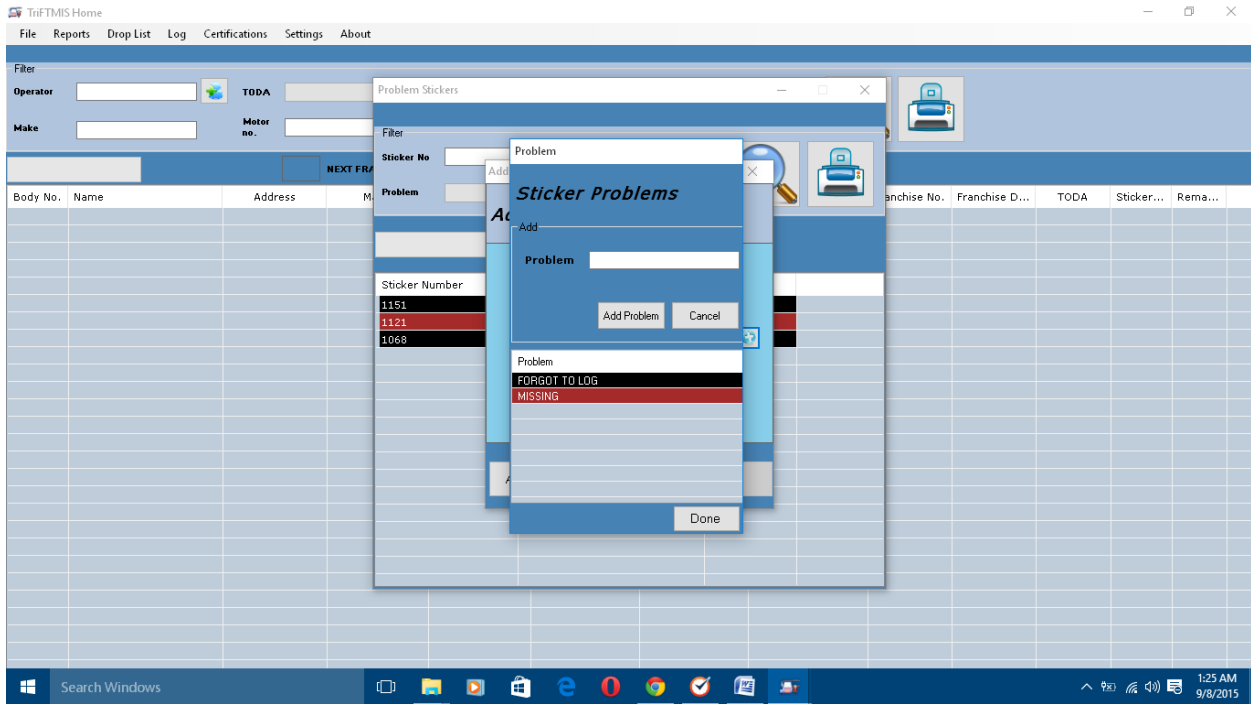 TriFTMIS Home
File Reports Drop List Log Certifications Settings About
Filter
Operator
TODA
Make
Motor no.
NEXT FRA
Body No. Name Address M
anchise No. Franchise D... TODA Sticker... Rema...
Problem Stickers
Filter
Sticker No
Problem
Sticker Number
1151
1121
1068
Add
Ad
A
Problem
Sticker Problems
Add
Problem
Add Problem Cancel
Problem
FORGOT TO LOG
MISSING
Done
Search Windows
1:25 AM
9/8/2015